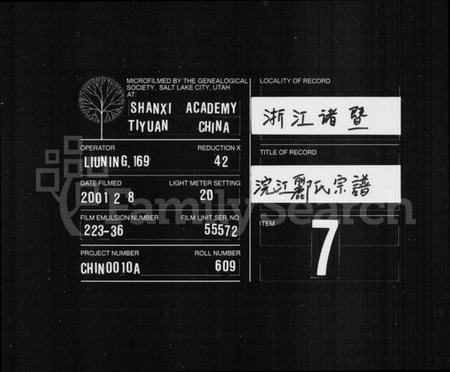 MICROFILMED BY THE GENEALOGICAL
SOCIETY, SALT LAKE CITY, UTAH
AT:
SHANXI ACADEMY
TIYUAN CHINA
OPERATOR REDUCTION X
LIUNING,169 42
DATE FILMED LIGHT METER SETTING
2001 2 8 20
FILM EMULSION NUMBER FILM UNIT SER. NO.
223-36 55572
PROJECT NUMBER ROLL NUMBER
CHIN0010A 609
LOCALITY OF RECORD
浙江诸暨
TITLE OF RECORD
浣江酈氏宗譜
ITEM
7
FamilySearch